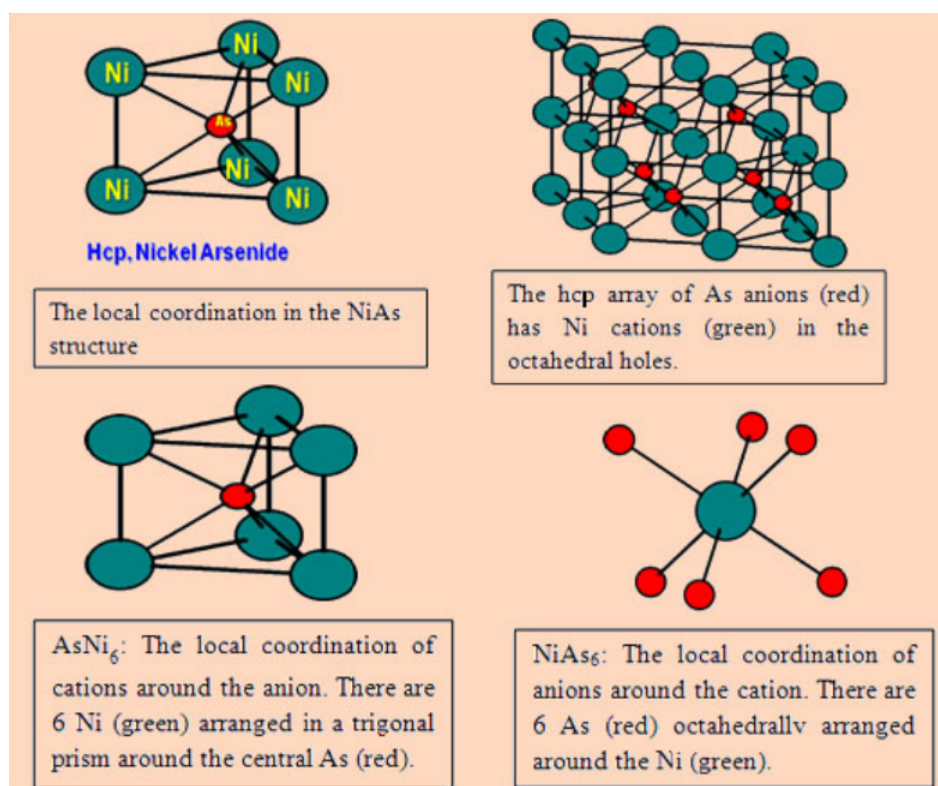 Ni
Ni
Ni
As
Ni
Ni
Ni
Hcp, Nickel Arsenide
The local coordination in the NiAs
structure
The hcp array of As anions (red)
has Ni cations (green) in the
octahedral holes.
AsNi6: The local coordination of
cations around the anion. There are
6 Ni (green) arranged in a trigonal
prism around the central As (red).
NiAs6: The local coordination of
anions around the cation. There are
6 As (red) octahedrallv arranged
around the Ni (green).